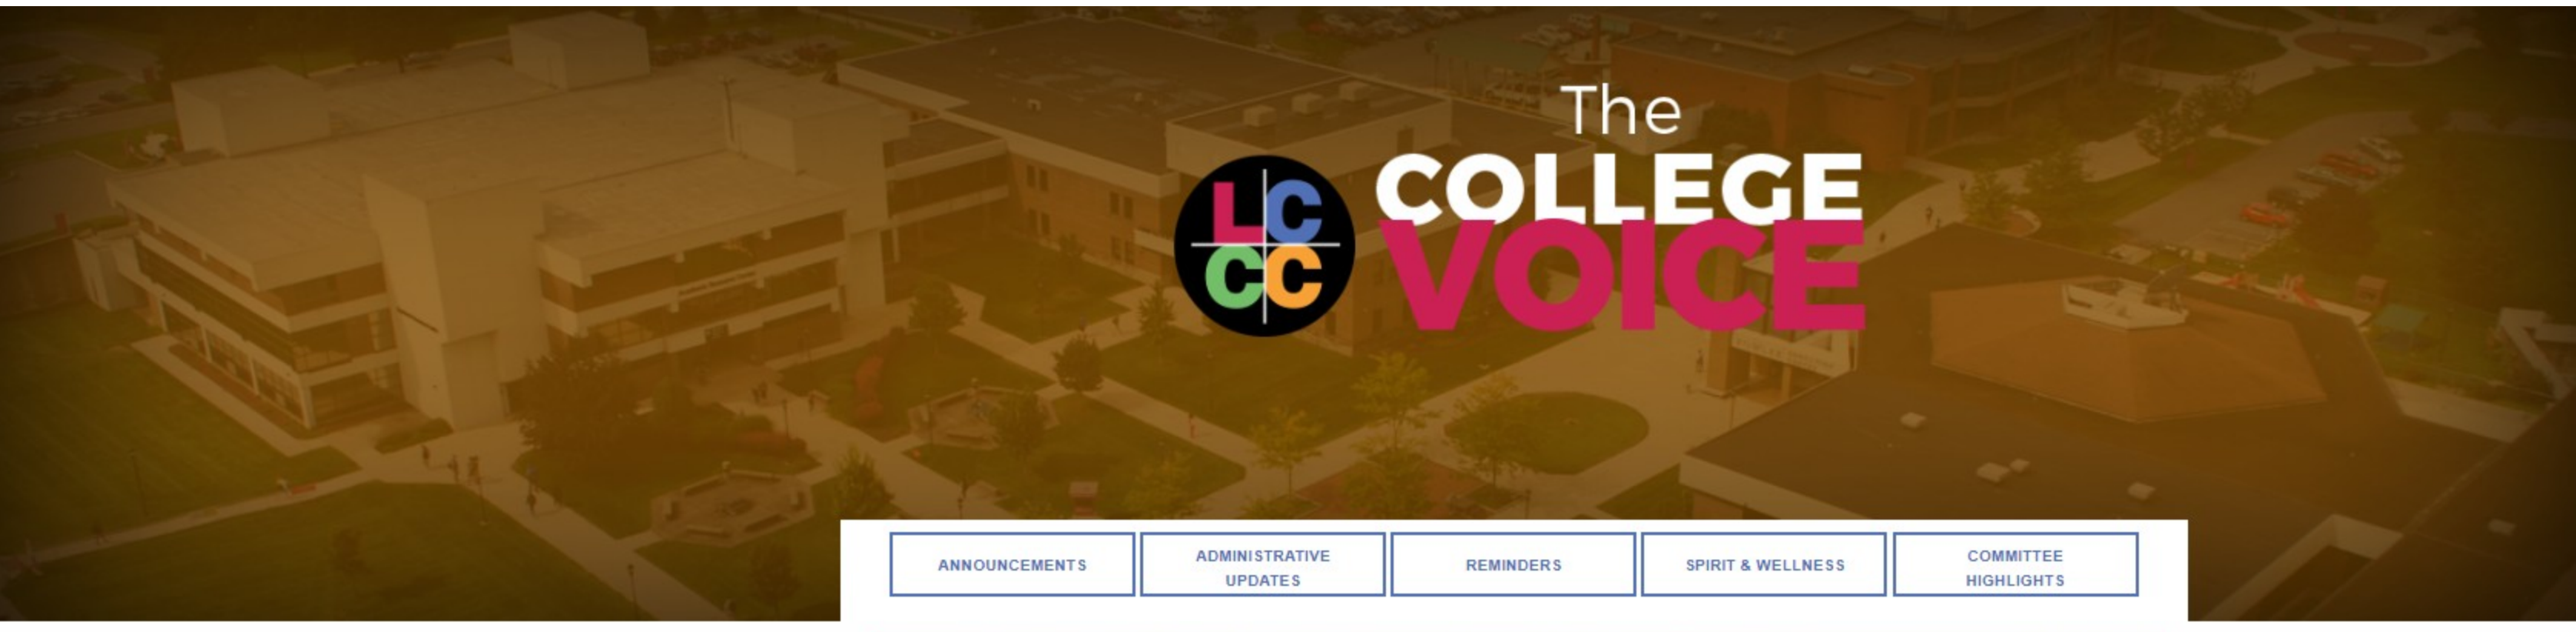 The
COLLEGE
VOICE
LC
CC
ANNOUNCEMENTS
ADMINISTRATIVE
UPDATES
REMINDERS
SPIRIT & WELLNESS
COMMITTEE
HIGHLIGHTS